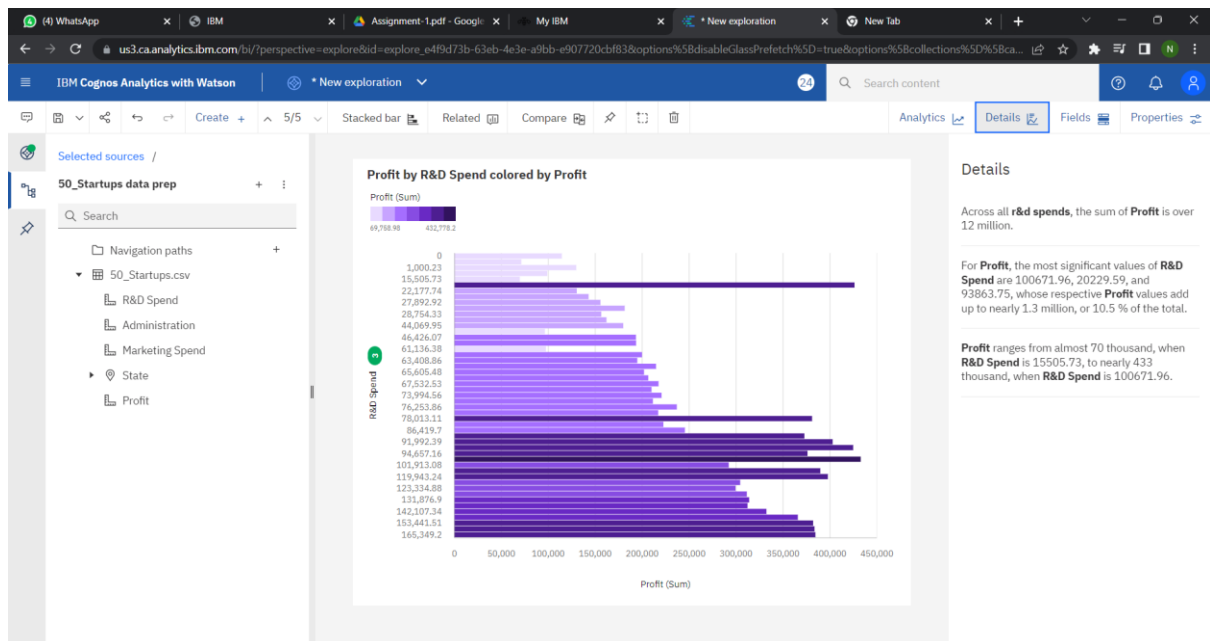 (4) WhatsApp
IBM
Assignment-1.pdf - Google
My IBM
* New exploration
New Tab
us3.ca.analytics.ibm.com/bi/?perspective=explore&id=explore_e4f9d73b-63eb-4e3e-a9bb-e907720cbf83&options%5BdisableGlassPrefetch%5D=true&options%5Bcollections%5D%5Bca...
N
IBM Cognos Analytics with Watson
* New exploration
24
Search content
Create +
5/5
Stacked bar
Related
Compare
Analytics
Details
Fields
Properties
Selected sources /
50_Startups data prep
Search
Navigation paths
50_Startups.csv
R&D Spend
Administration
Marketing Spend
State
Profit
Profit by R&D Spend colored by Profit
Profit (Sum)
69,768.98 432,778.2
R&D Spend
3
0
1,000.23
15,505.73
22,177.74
27,892.92
28,754.33
44,069.95
46,426.07
61,136.38
63,408.86
65,605.48
67,532.53
73,994.56
76,253.86
78,013.11
86,419.7
91,992.39
94,657.16
101,913.08
119,943.24
123,334.88
131,876.9
142,107.34
153,441.51
165,349.2
0 50,000 100,000 150,000 200,000 250,000 300,000 350,000 400,000 450,000
Profit (Sum)
Details
Across all r&d spends, the sum of Profit is over
12 million.
For Profit, the most significant values of R&D
Spend are 100671.96, 20229.59, and
93863.75, whose respective Profit values add
up to nearly 1.3 million, or 10.5 % of the total.
Profit ranges from almost 70 thousand, when
R&D Spend is 15505.73, to nearly 433
thousand, when R&D Spend is 100671.96.